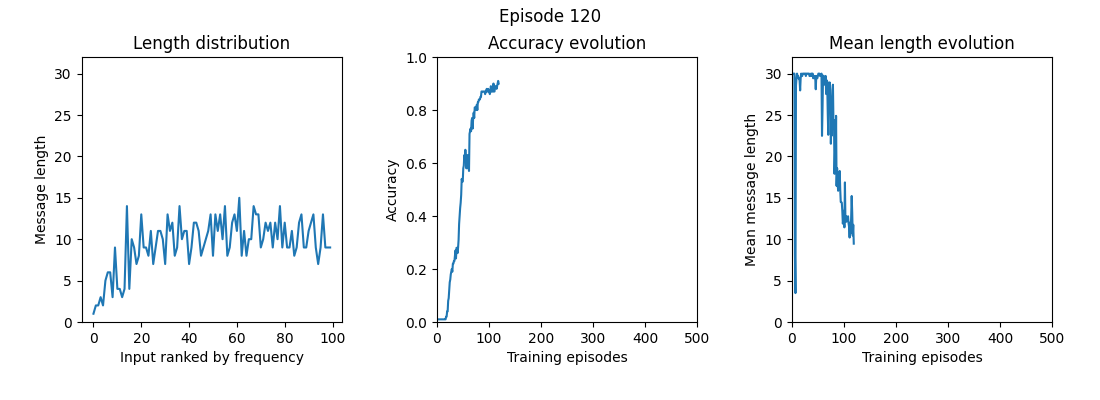 Episode 120
Length distribution
Message length
30
25
20
15
10
5
0
0 20 40 60 80 100
Input ranked by frequency
Accuracy evolution
Accuracy
1.0
0.8
0.6
0.4
0.2
0.0
0 100 200 300 400 500
Training episodes
Mean length evolution
Mean message length
30
25
20
15
10
5
0
0 100 200 300 400 500
Training episodes